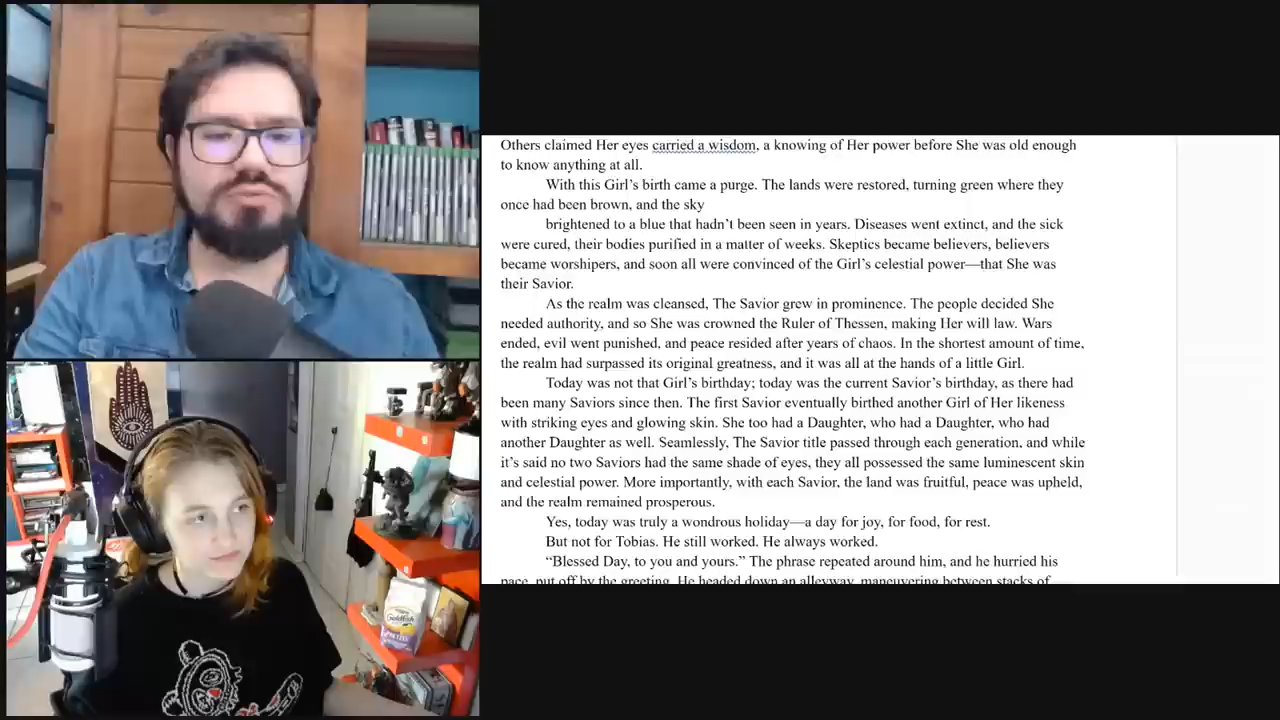 Others claimed Her eyes carried a wisdom, a knowing of Her power before She was old enough
to know anything at all.
With this Girl’s birth came a purge. The lands were restored, turning green where they
once had been brown, and the sky
brightened to a blue that hadn’t been seen in years. Diseases went extinct, and the sick
were cured, their bodies purified in a matter of weeks. Skeptics became believers, believers
became worshipers, and soon all were convinced of the Girl’s celestial power—that She was
their Savior.
As the realm was cleansed, The Savior grew in prominence. The people decided She
needed authority, and so She was crowned the Ruler of Thessen, making Her will law. Wars
ended, evil went punished, and peace resided after years of chaos. In the shortest amount of time,
the realm had surpassed its original greatness, and it was all at the hands of a little Girl.
Today was not that Girl’s birthday; today was the current Savior’s birthday, as there had
been many Saviors since then. The first Savior eventually birthed another Girl of Her likeness
with striking eyes and glowing skin. She too had a Daughter, who had a Daughter, who had
another Daughter as well. Seamlessly, The Savior title passed through each generation, and while
it’s said no two Saviors had the same shade of eyes, they all possessed the same luminescent skin
and celestial power. More importantly, with each Savior, the land was fruitful, peace was upheld,
and the realm remained prosperous.
Yes, today was truly a wondrous holiday—a day for joy, for food, for rest.
But not for Tobias. He still worked. He always worked.
“Blessed Day, to you and yours.” The phrase repeated around him, and he hurried his
pace, put off by the greeting. He headed down an alleyway, maneuvering between stacks of
Goldfish